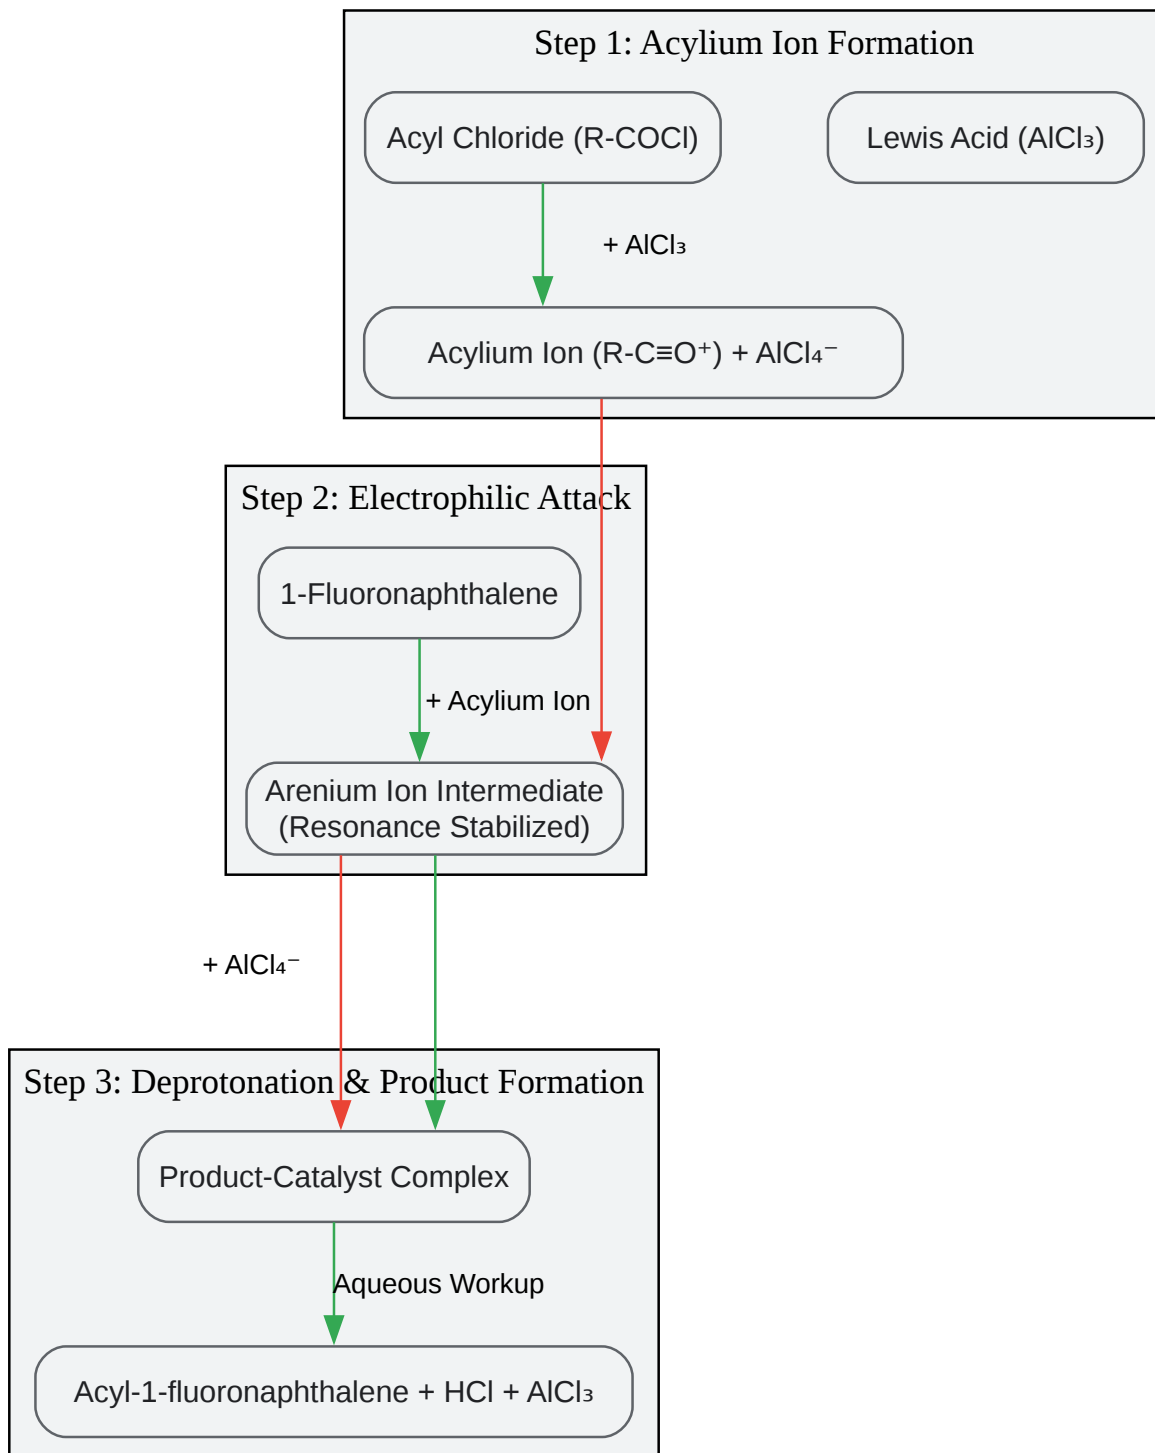 Step 1: Acylium Ion Formation
Acyl Chloride (R-COCl)
Lewis Acid (AlCl₃)
+ AlCl₃
Acylium Ion (R-C≡O⁺) + AlCl₄⁻
Step 2: Electrophilic Attack
1-Fluoronaphthalene
+ Acylium Ion
Arenium Ion Intermediate
(Resonance Stabilized)
+ AlCl₄⁻
Step 3: Deprotonation & Product Formation
Product-Catalyst Complex
Aqueous Workup
Acyl-1-fluoronaphthalene + HCl + AlCl₃